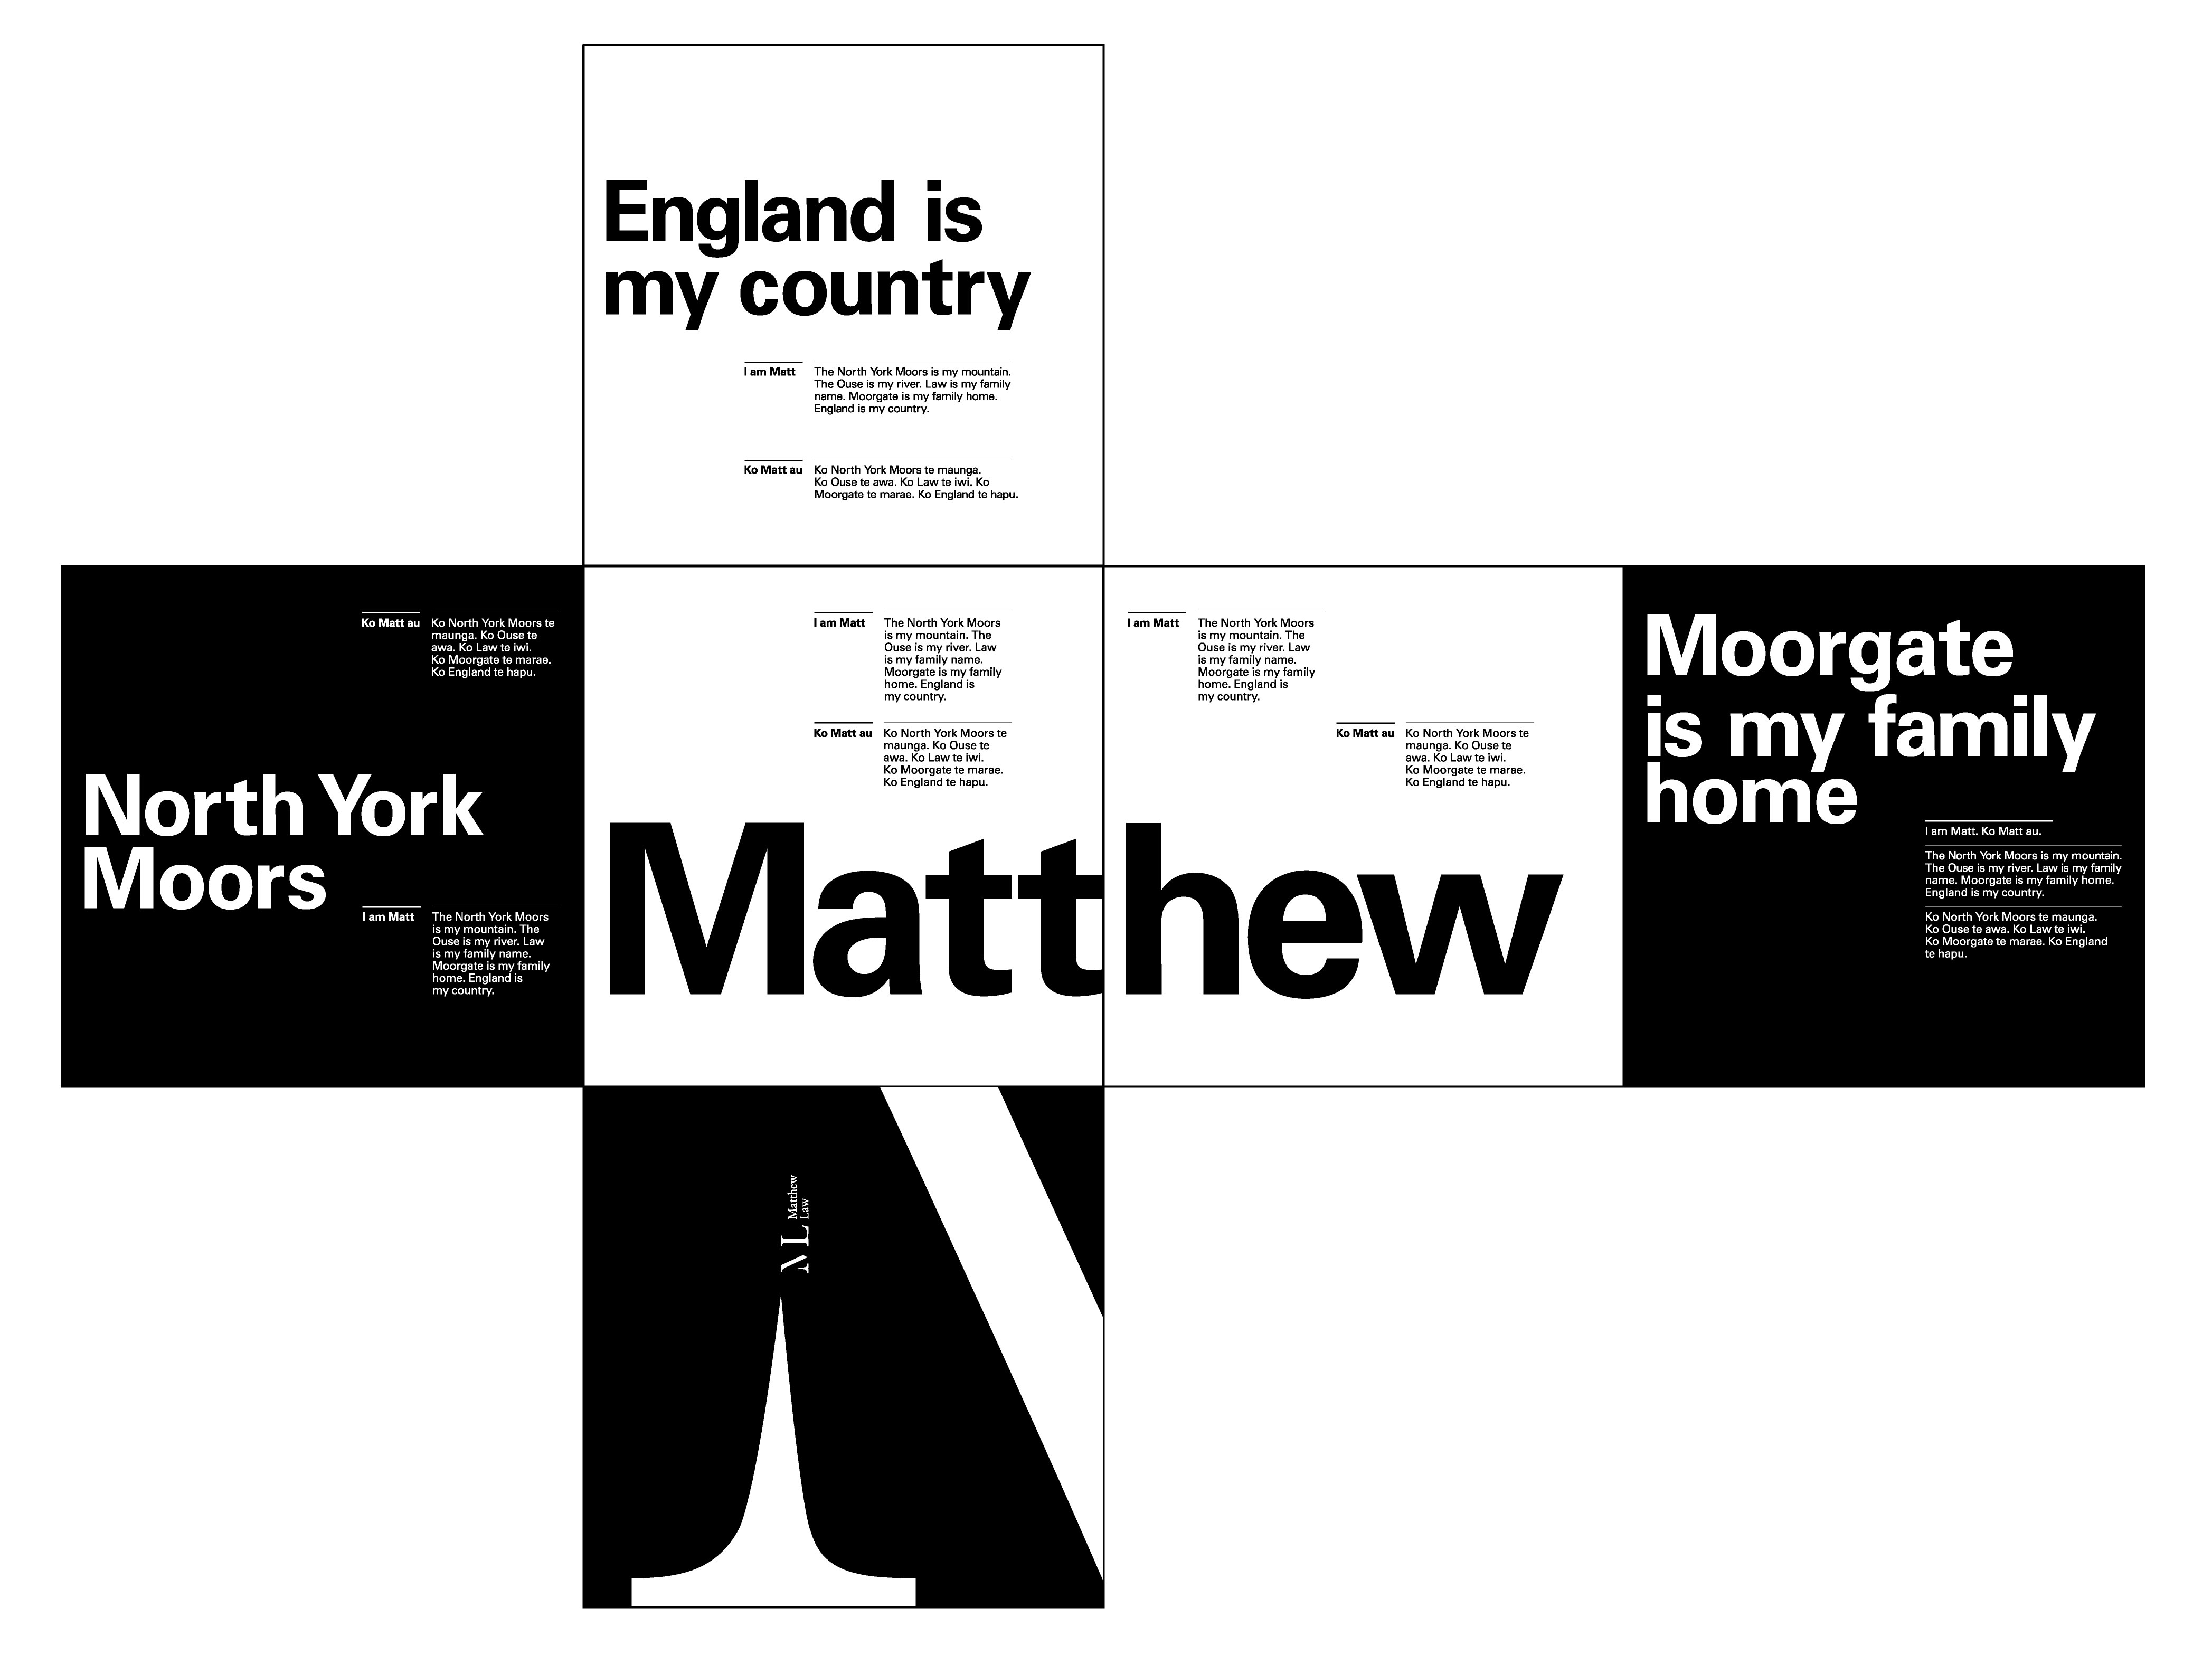 England is
my country
I am Matt
The North York Moors is my mountain.
The Ouse is my river. Law is my family
name. Moorgate is my family home.
England is my country.
Ko Matt au
Ko North York Moors te maunga.
Ko Ouse te awa. Ko Law te iwi. Ko
Moorgate te marae. Ko England te hapu.
Ko Matt au
Ko North York Moors te
maunga. Ko Ouse te
awa. Ko Law te iwi.
Ko Moorgate te marae.
Ko England te hapu.
North York
Moors
I am Matt
The North York Moors
is my mountain. The
Ouse is my river. Law
is my family name.
Moorgate is my family
home. England is
my country.
I am Matt
The North York Moors
is my mountain. The
Ouse is my river. Law
is my family name.
Moorgate is my family
home. England is
my country.
Ko Matt au
Ko North York Moors te
maunga. Ko Ouse te
awa. Ko Law te iwi.
Ko Moorgate te marae.
Ko England te hapu.
I am Matt
The North York Moors
is my mountain. The
Ouse is my river. Law
is my family name.
Moorgate is my family
home. England is
my country.
Ko Matt au
Ko North York Moors te
maunga. Ko Ouse te
awa. Ko Law te iwi.
Ko Moorgate te marae.
Ko England te hapu.
Matthew
Moorgate
is my family
home
I am Matt. Ko Matt au.
The North York Moors is my mountain.
The Ouse is my river. Law is my family
name. Moorgate is my family home.
England is my country.
Ko North York Moors te maunga.
Ko Ouse te awa. Ko Law te iwi.
Ko Moorgate te marae. Ko England
te hapu.
ML
Matthew
Law